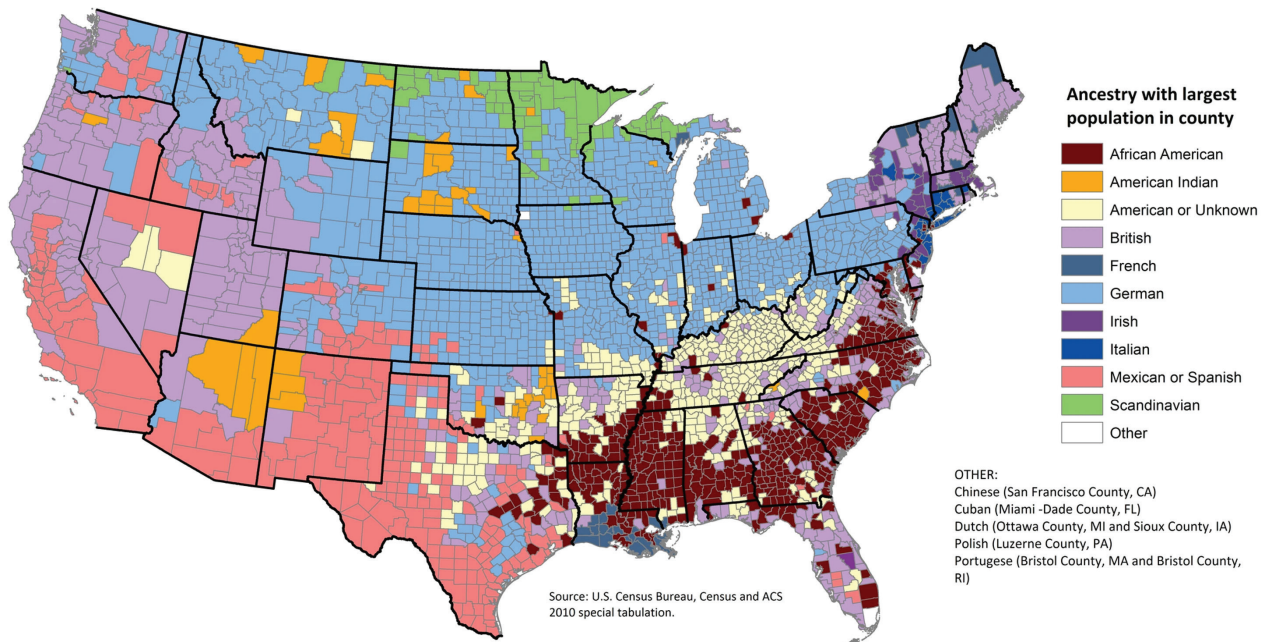 Ancestry with largest
population in county
African American
American Indian
American or Unknown
British
French
German
Irish
Italian
Mexican or Spanish
Scandinavian
Other
OTHER:
Chinese (San Francisco County, CA)
Cuban (Miami -Dade County, FL)
Dutch (Ottawa County, MI and Sioux County, IA)
Polish (Luzerne County, PA)
Portugese (Bristol County, MA and Bristol County,
RI)
Source: U.S. Census Bureau, Census and ACS
2010 special tabulation.